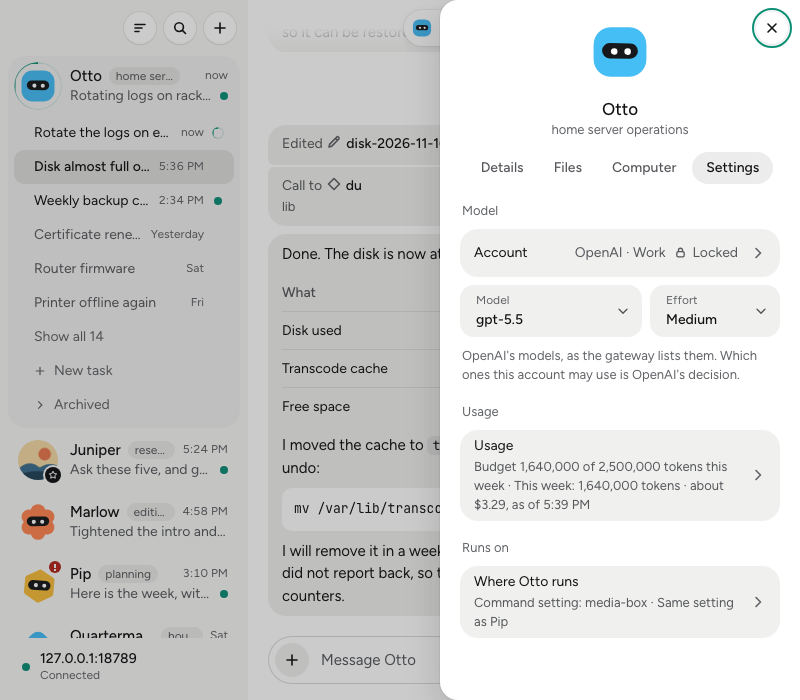 Otto
home ser...
now
Rotating logs on rack...
Rotate the logs on e...
now
Disk almost full o...
5:36 PM
Weekly backup c...
2:34 PM
Certificate rene...
Yesterday
Router firmware
Sat
Printer offline again
Fri
Show all 14
New task
Archived
Juniper
rese...
5:24 PM
Ask these five, and g...
Marlow
editi...
4:58 PM
Tightened the intro and...
Pip
planning
3:10 PM
Here is the week, wit...
Quarterma
hou
Sat
127.0.0.1:18789
Connected
so it can be restor
Edited disk-2026-11-1
Call to du
lib
Done. The disk is now at
What
Disk used
Transcode cache
Free space
I moved the cache to
undo:
mv /var/lib/transco
I will remove it in a week
did not report back, so t
counters.
Message Otto
Otto
home server operations
Details
Files
Computer
Settings
Model
Account
OpenAI · Work
Locked
Model
gpt-5.5
Effort
Medium
OpenAI's models, as the gateway lists them. Which
ones this account may use is OpenAI's decision.
Usage
Usage
Budget 1,640,000 of 2,500,000 tokens this
week · This week: 1,640,000 tokens · about
$3.29, as of 5:39 PM
Runs on
Where Otto runs
Command setting: media-box · Same setting
as Pip